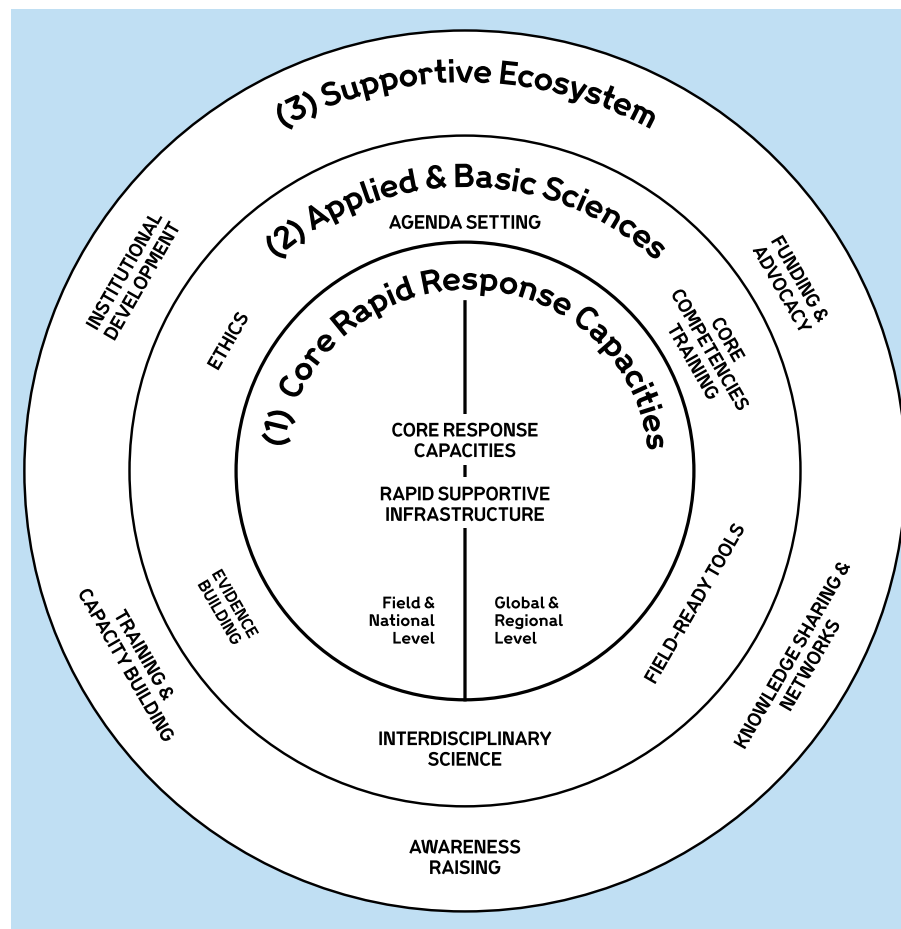 (3) Supportive Ecosystem
INSTITUTIONAL
DEVELOPMENT
FUNDING &
ADVOCACY
TRAINING &
CAPACITY BUILDING
KNOWLEDGE SHARING &
NETWORKS
AWARENESS
RAISING
(2) Applied & Basic Sciences
AGENDA SETTING
ETHICS
CORE
COMPETENCIES
TRAINING
EVIDENCE
BUILDING
FIELD-READY TOOLS
INTERDISCIPLINARY
SCIENCE
(1) Core Rapid Response Capacities
CORE RESPONSE
CAPACITIES
RAPID SUPPORTIVE
INFRASTRUCTURE
Field &
National
Level
Global &
Regional
Level